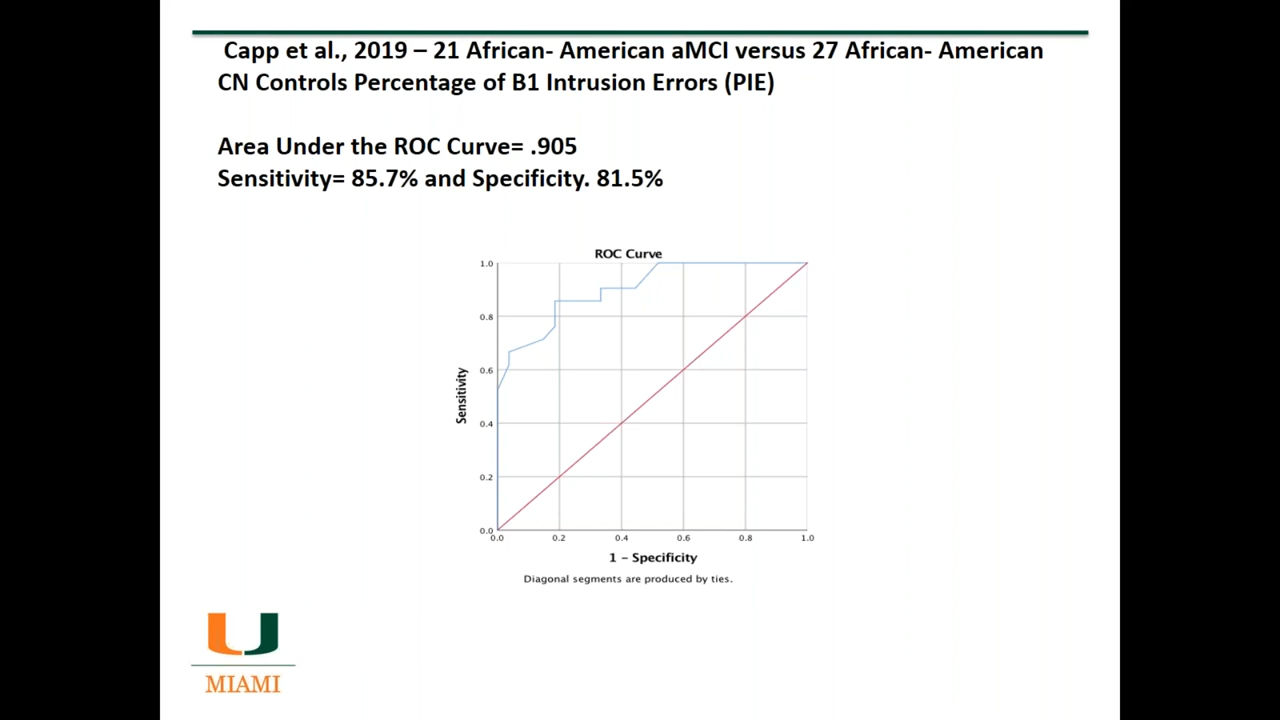 Capp et al., 2019 – 21 African- American aMCI versus 27 African- American
CN Controls Percentage of B1 Intrusion Errors (PIE)
Area Under the ROC Curve= .905
Sensitivity= 85.7% and Specificity. 81.5%
ROC Curve
1.0
0.8
0.6
0.4
0.2
0.0
Sensitivity
0.0 0.2 0.4 0.6 0.8 1.0
1 – Specificity
Diagonal segments are produced by ties.
U
MIAMI